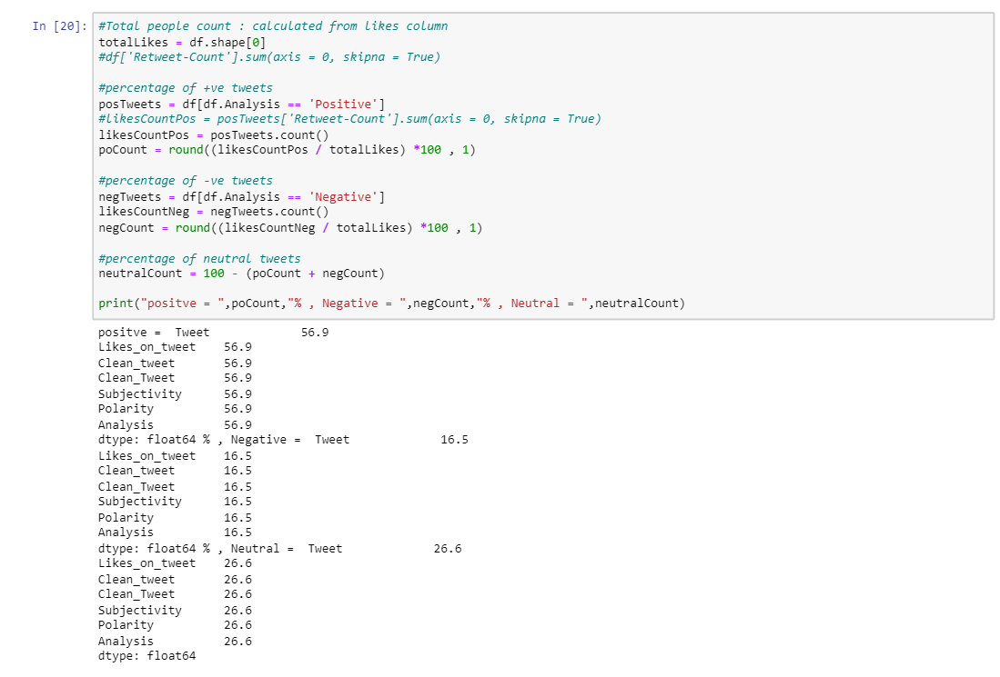 In [20]: #Total people count : calculated from likes column
totalLikes = df.shape[0]
#df['Retweet-Count'].sum(axis = 0, skipna = True)

#percentage of +ve tweets
posTweets = df[df.Analysis == 'Positive']
#likesCountPos = posTweets['Retweet-Count'].sum(axis = 0, skipna = True)
likesCountPos = posTweets.count()
poCount = round((likesCountPos / totalLikes) *100 , 1)

#percentage of -ve tweets
negTweets = df[df.Analysis == 'Negative']
likesCountNeg = negTweets.count()
negCount = round((likesCountNeg / totalLikes) *100 , 1)

#percentage of neutral tweets
neutralCount = 100 - (poCount + negCount)

print("positve = ",poCount,"% , Negative = ",negCount,"% , Neutral = ",neutralCount)

positve =  Tweet             56.9
Likes_on_tweet    56.9
Clean_tweet       56.9
Clean_Tweet       56.9
Subjectivity      56.9
Polarity          56.9
Analysis          56.9
dtype: float64 % , Negative =  Tweet             16.5
Likes_on_tweet    16.5
Clean_tweet       16.5
Clean_Tweet       16.5
Subjectivity      16.5
Polarity          16.5
Analysis          16.5
dtype: float64 % , Neutral =  Tweet             26.6
Likes_on_tweet    26.6
Clean_tweet       26.6
Clean_Tweet       26.6
Subjectivity      26.6
Polarity          26.6
Analysis          26.6
dtype: float64